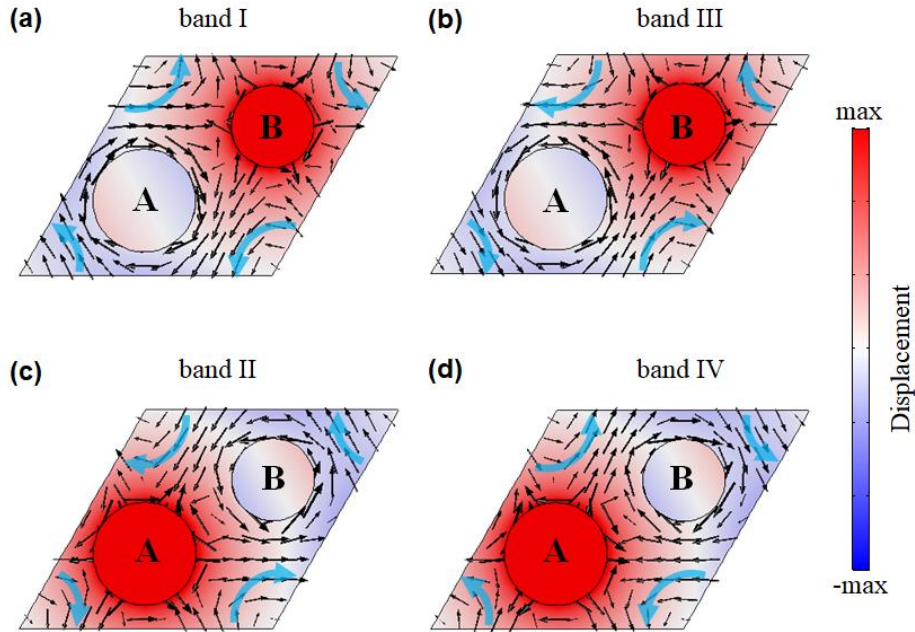 (a) band I
(b) band III
B
A
B
A
max
Displacement
-max
(c) band II
(d) band IV
B
A
B
A